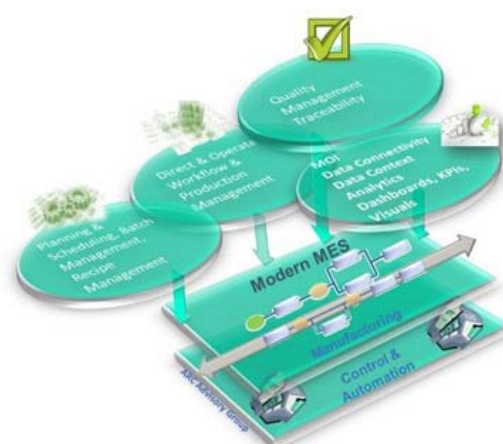 Quality
Management
Traceability
Direct & Operate
Workflow &
Production
Management
MOI
Data Connectivity
Data Context
Analytics
Dashboards, KPIs,
Visuals
Planning &
Scheduling, Batch
Management,
Recipe
Management
Modern MES
Manufacturing
Control &
Automation
ARC Advisory Group